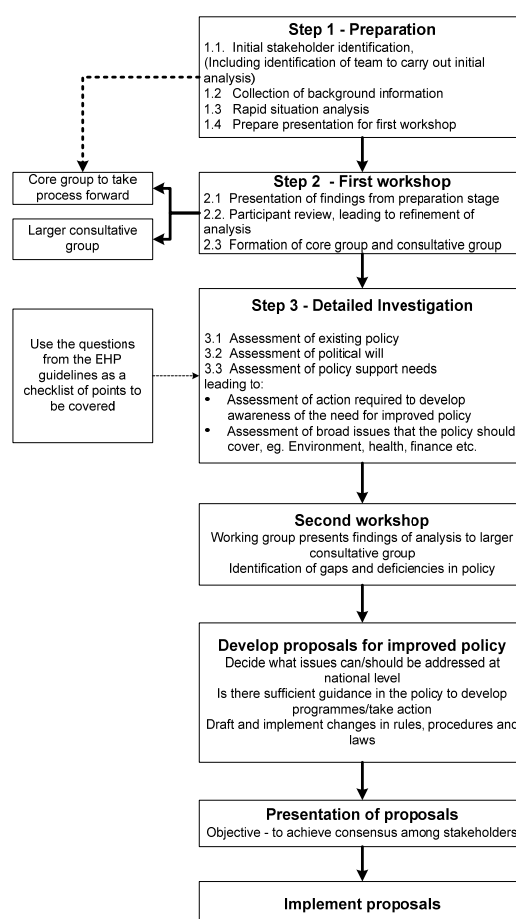 Step 1 - Preparation
1.1. Initial stakeholder identification,
(Including identification of team to carry out initial
analysis)
1.2 Collection of background information
1.3 Rapid situation analysis
1.4 Prepare presentation for first workshop
Core group to take
process forward
Larger consultative
group
Step 2 - First workshop
2.1 Presentation of findings from preparation stage
2.2. Participant review, leading to refinement of
analysis
2.3 Formation of core group and consultative group
Use the questions
from the EHP
guidelines as a
checklist of points to
be covered
Step 3 - Detailed Investigation
3.1 Assessment of existing policy
3.2 Assessment of political will
3.3 Assessment of policy support needs
leading to:
• Assessment of action required to develop
awareness of the need for improved policy
• Assessment of broad issues that the policy should
cover, eg. Environment, health, finance etc.
Second workshop
Working group presents findings of analysis to larger
consultative group
Identification of gaps and deficiencies in policy
Develop proposals for improved policy
Decide what issues can/should be addressed at
national level
Is there sufficient guidance in the policy to develop
programmes/take action
Draft and implement changes in rules, procedures and
laws
Presentation of proposals
Objective - to achieve consensus among stakeholders
Implement proposals